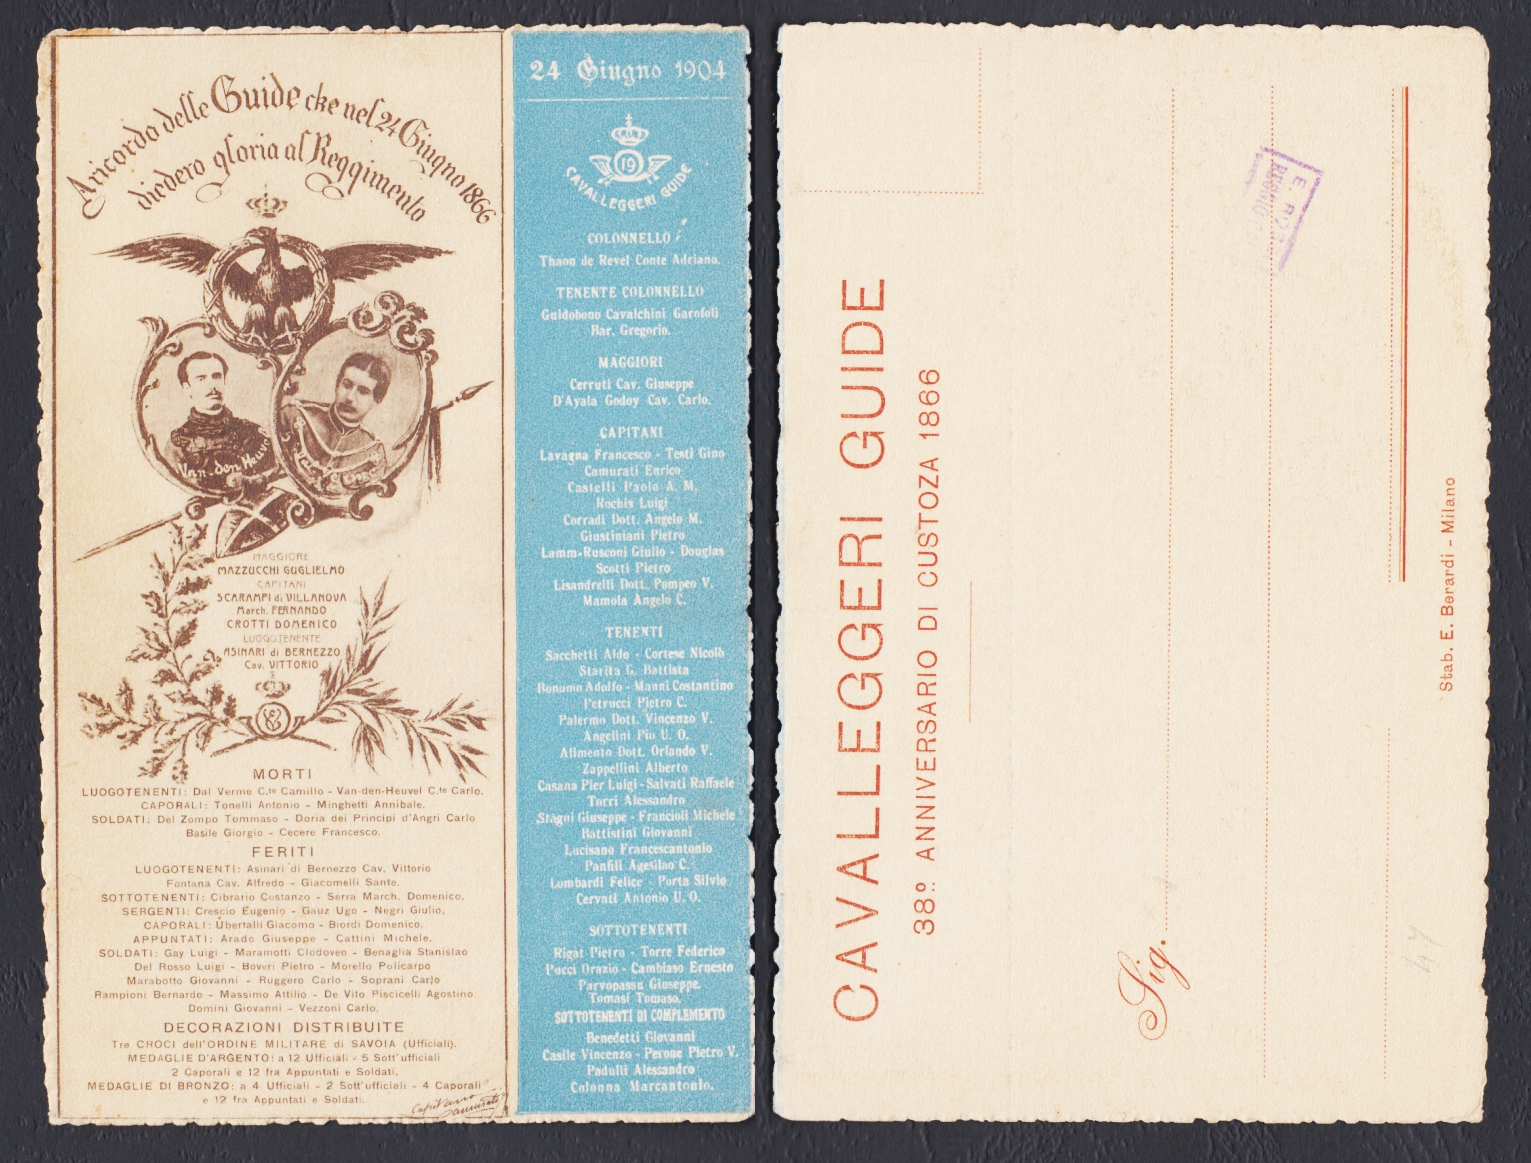 A ricordo delle Guide che nel 24 Giugno 1866
diedero gloria al Reggimento
Van-den Heuvel
MAGGIORE
MAZZUCCHI GUGLIELMO
CAPITANI
SCARAMPI di VILLANOVA
March. FERNANDO
CROTTI DOMENICO
LUOGOTENENTE
ASINARI di BERNEZZO
Cav. VITTORIO
MORTI
LUOGOTENENTI: Dal Verme C.te Camillo - Van-den-Heuvel C.te Carlo.
CAPORALI: Tonelli Antonio - Minghetti Annibale.
SOLDATI: Del Zompo Tommaso - Doria dei Principi d'Angri Carlo
Basile Giorgio - Cecere Francesco.
FERITI
LUOGOTENENTI: Asinari di Bernezzo Cav. Vittorio
Fontana Cav. Alfredo - Giacomelli Sante.
SOTTOTENENTI: Cibrario Costanzo - Serra March. Domenico.
SERGENTI: Crescio Eugenio - Gauz Ugo - Negri Giulio.
CAPORALI: Ubertalli Giacomo - Biordi Domenico.
APPUNTATI: Arado Giuseppe - Cattini Michele.
SOLDATI: Gay Luigi - Maramotti Clodoveo - Benaglia Stanislao
Del Rosso Luigi - Boveri Pietro - Morello Policarpo
Marabotto Giovanni - Ruggero Carlo - Soprani Carlo
Rampioni Bernardo - Massimo Attilio - De Vito Piscicelli Agostino
Domini Giovanni - Vezzoni Carlo.
DECORAZIONI DISTRIBUITE
Tre CROCI dell'ORDINE MILITARE di SAVOIA (Ufficiali).
MEDAGLIE D'ARGENTO: a 12 Ufficiali - 5 Sott'ufficiali
2 Caporali e 12 fra Appuntati e Soldati.
MEDAGLIE DI BRONZO: a 4 Ufficiali - 2 Sott'ufficiali - 4 Caporali
e 12 fra Appuntati e Soldati.
24 Giugno 1904
19
CAVALLEGGERI GUIDE
COLONNELLO
Thaon de Revel Conte Adriano.
TENENTE COLONNELLO
Guidobono Cavalchini Garofoli
Bar. Gregorio.
MAGGIORI
Cerruti Cav. Giuseppe
D'Ayala Godoy Cav. Carlo.
CAPITANI
Lavagna Francesco - Testi Gino
Camurati Enrico
Castelli Paolo A. M.
Rochis Luigi
Corradi Dott. Angelo M.
Giustiniani Pietro
Lamm-Rusconi Giulio - Douglas
Scotti Pietro
Lisandrelli Dott. Pompeo V.
Mamola Angelo C.
TENENTI
Sacchetti Aldo - Cortese Nicolò
Starita G. Battista
Bonomo Adolfo - Manni Costantino
Petrucci Pietro C.
Palermo Dott. Vincenzo V.
Angelini Pio U. O.
Alimento Dott. Orlando V.
Zappellini Alberto
Casana Pier Luigi - Salvati Raffaele
Torri Alessandro
Stagni Giuseppe - Francioli Michele
Battistini Giovanni
Lucisano Francescantonio
Panfili Agesilao C.
Lombardi Felice - Porta Silvio
Cervati Antonio U. O.
SOTTOTENENTI
Rigat Pietro - Torre Federico
Pucci Orazio - Cambiaso Ernesto
Parvopassu Giuseppe.
Tomasi Tomaso.
SOTTOTENENTI DI COMPLEMENTO
Benedetti Giovanni
Casile Vincenzo - Perone Pietro V.
Padulli Alessandro
Colonna Marcantonio.
CAVALLEGGERI GUIDE
38º. ANNIVERSARIO DI CUSTOZA 1866
Sig.
Stab. E. Berardi - Milano
47